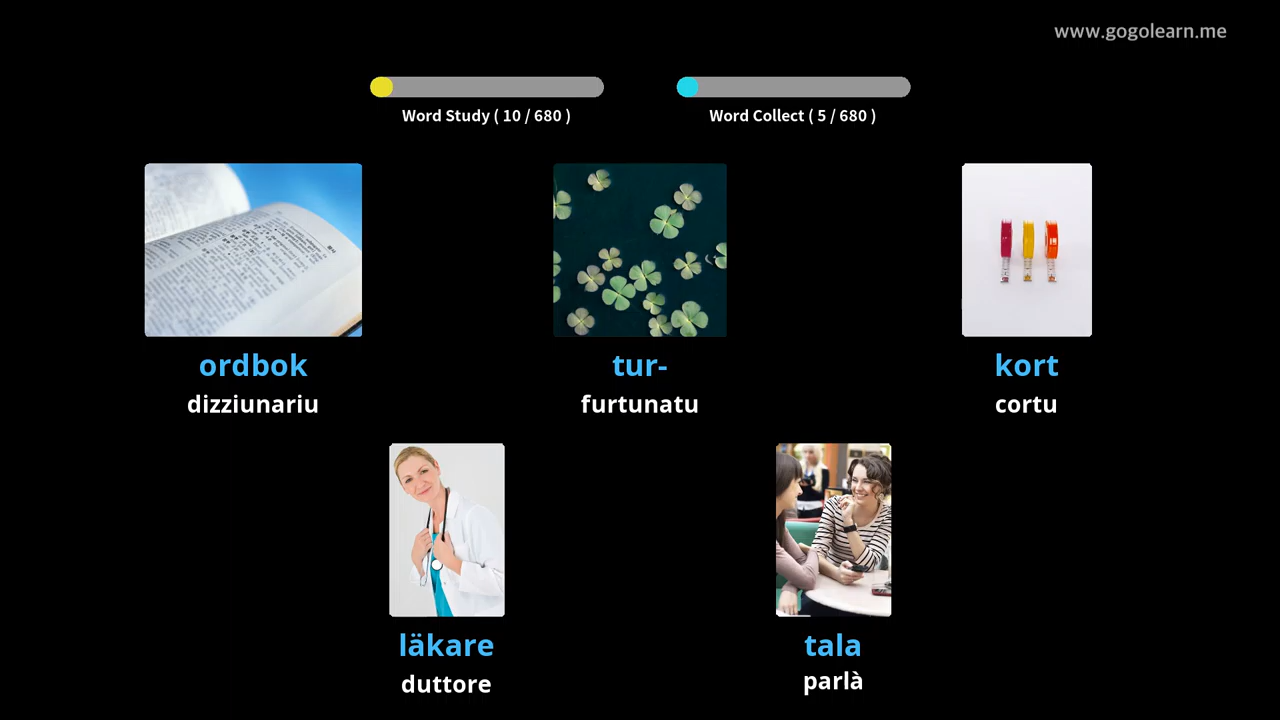 www.gogolearn.me
Word Study ( 10 / 680 )
Word Collect ( 5 / 680 )
ordbok
dizziunariu
tur-
furtunatu
kort
cortu
läkare
duttore
tala
parlà